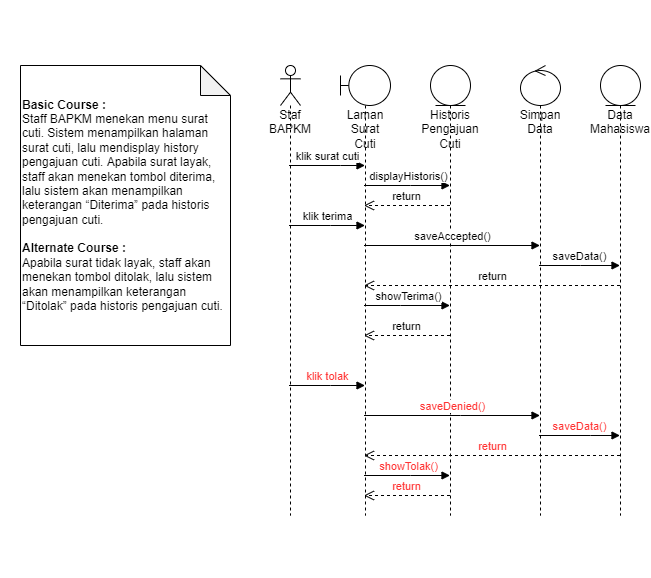 Basic Course :
Staff BAPKM menekan menu surat
cuti. Sistem menampilkan halaman
surat cuti, lalu mendisplay history
pengajuan cuti. Apabila surat layak,
staff akan menekan tombol diterima,
lalu sistem akan menampilkan
keterangan “Diterima” pada historis
pengajuan cuti.
Alternate Course :
Apabila surat tidak layak, staff akan
menekan tombol ditolak, lalu sistem
akan menampilkan keterangan
“Ditolak” pada historis pengajuan cuti.
Staf
BAPKM
Laman
Surat
Cuti
Historis
Pengajuan
Cuti
Simpan
Data
Data
Mahasiswa
klik surat cuti
displayHistoris()
return
klik terima
saveAccepted()
saveData()
return
showTerima()
return
klik tolak
saveDenied()
saveData()
return
showTolak()
return